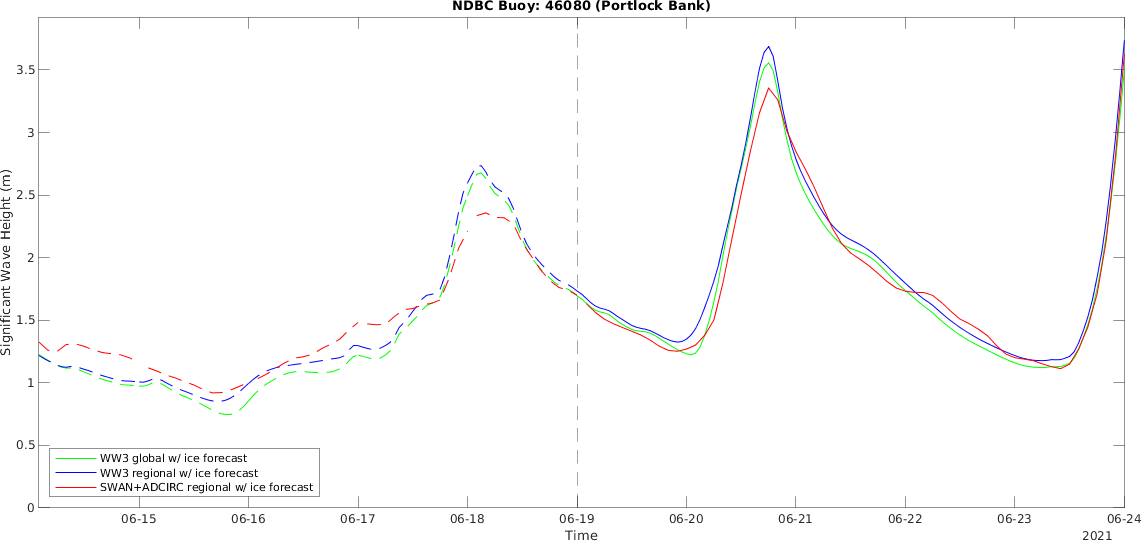 NDBC Buoy: 46080 (Portlock Bank)
Significant Wave Height (m)
3.5
3
2.5
2
1.5
1
0.5
0
WW3 global w/ ice forecast
WW3 regional w/ ice forecast
SWAN+ADCIRC regional w/ ice forecast
06-15 06-16 06-17 06-18 06-19 06-20 06-21 06-22 06-23 06-24
Time
2021